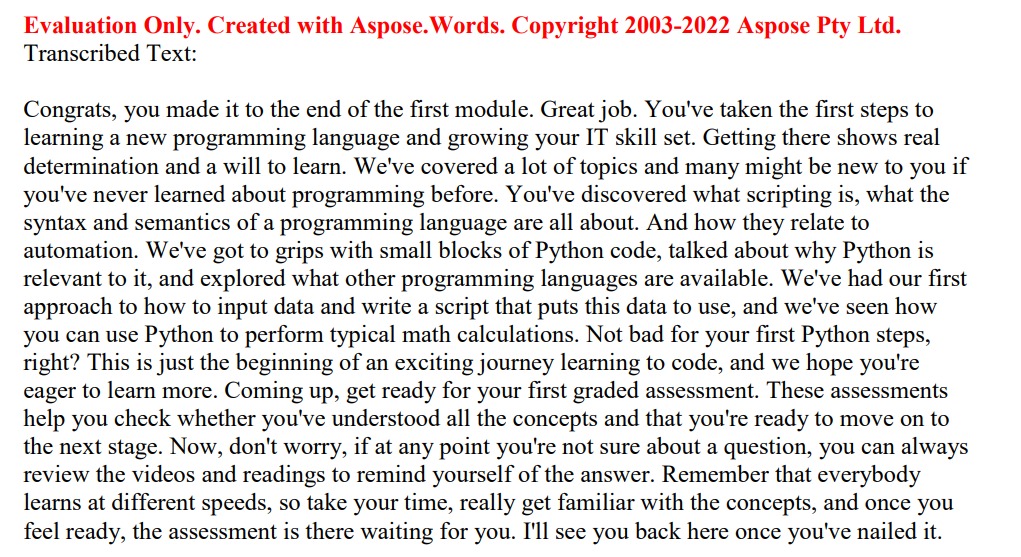 Evaluation Only. Created with Aspose.Words. Copyright 2003-2022 Aspose Pty Ltd.
Transcribed Text:
Congrats, you made it to the end of the first module. Great job. You've taken the first steps to
learning a new programming language and growing your IT skill set. Getting there shows real
determination and a will to learn. We've covered a lot of topics and many might be new to you if
you've never learned about programming before. You've discovered what scripting is, what the
syntax and semantics of a programming language are all about. And how they relate to
automation. We've got to grips with small blocks of Python code, talked about why Python is
relevant to it, and explored what other programming languages are available. We've had our first
approach to how to input data and write a script that puts this data to use, and we've seen how
you can use Python to perform typical math calculations. Not bad for your first Python steps,
right? This is just the beginning of an exciting journey learning to code, and we hope you're
eager to learn more. Coming up, get ready for your first graded assessment. These assessments
help you check whether you've understood all the concepts and that you're ready to move on to
the next stage. Now, don't worry, if at any point you're not sure about a question, you can always
review the videos and readings to remind yourself of the answer. Remember that everybody
learns at different speeds, so take your time, really get familiar with the concepts, and once you
feel ready, the assessment is there waiting for you. I'll see you back here once you've nailed it.